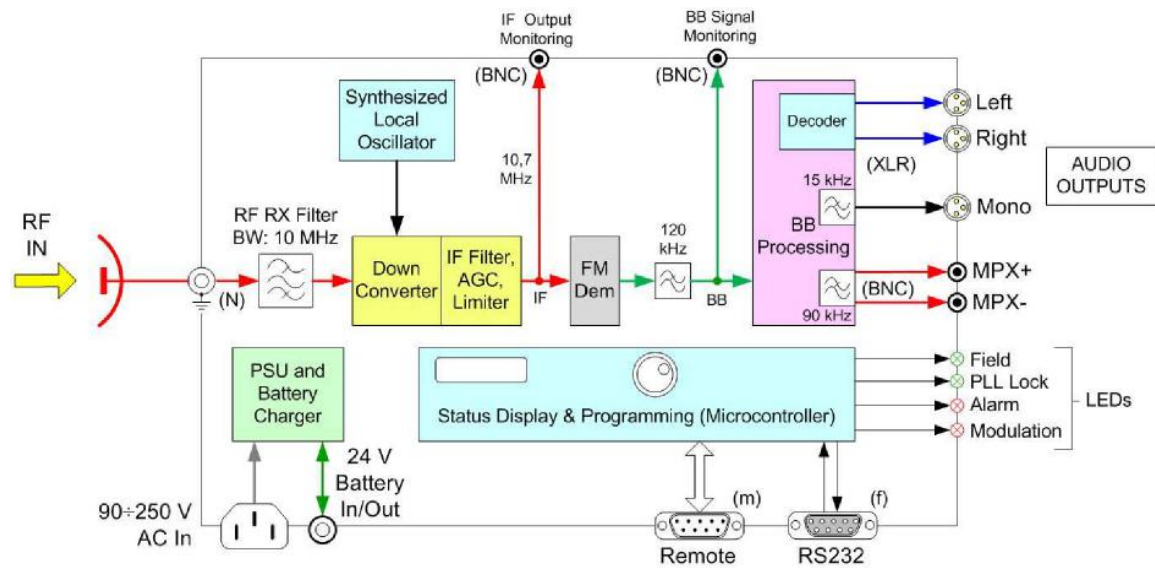 IF Output
Monitoring
BB Signal
Monitoring
(BNC)
(BNC)
Synthesized
Local
Oscillator
Decoder
Left
Right
(XLR)
AUDIO
OUTPUTS
10,7
MHz
15 kHz
Mono
RF
IN
RF RX Filter
BW: 10 MHz
120
kHz
BB
Processing
Down
Converter
IF Filter,
AGC,
Limiter
IF
FM
Dem
BB
MPX+
(BNC)
MPX-
(N)
90 kHz
PSU and
Battery
Charger
Status Display & Programming (Microcontroller)
Field
PLL Lock
Alarm
Modulation
LEDs
24 V
Battery
In/Out
90÷250 V
AC In
(m)
(f)
Remote
RS232